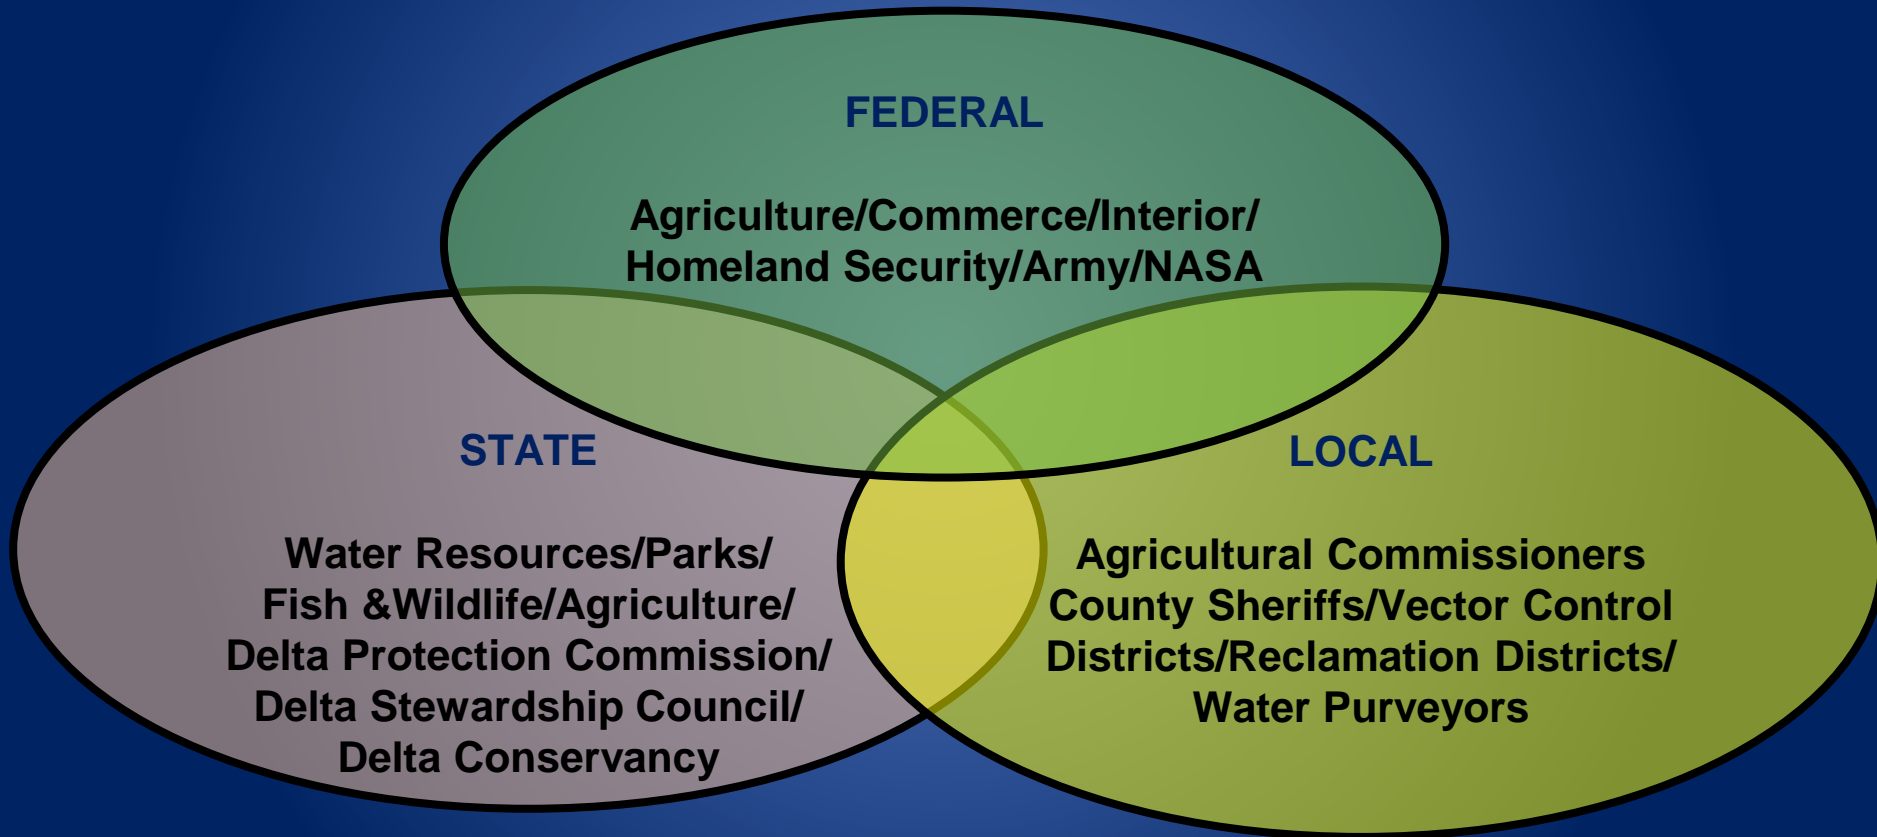 FEDERAL
Agriculture/Commerce/Interior/
Homeland Security/Army/NASA
STATE
Water Resources/Parks/
Fish &Wildlife/Agriculture/
Delta Protection Commission/
Delta Stewardship Council/
Delta Conservancy
LOCAL
Agricultural Commissioners
County Sheriffs/Vector Control
Districts/Reclamation Districts/
Water Purveyors